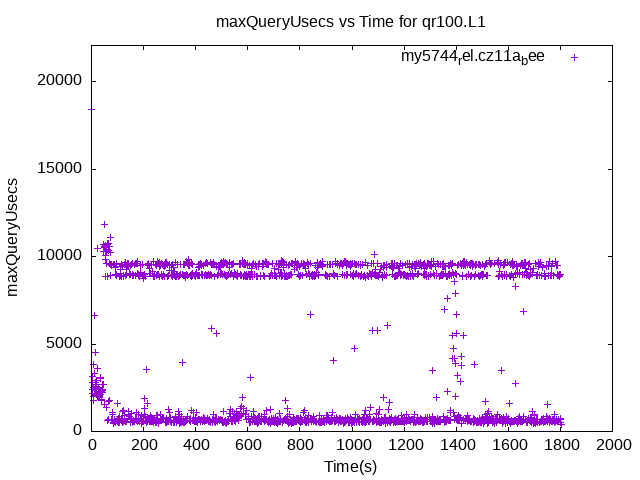 maxQueryUsecs vs Time for qr100.L1
my5744rel.cz11abee
20000
15000
10000
5000
0
maxQueryUsecs
0 200 400 600 800 1000 1200 1400 1600 1800 2000
Time(s)